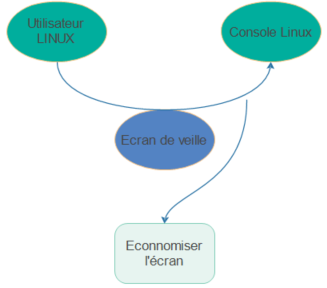 Utilisateur
LINUX
Console Linux
Ecran de veille
Econnomiser
l'écran